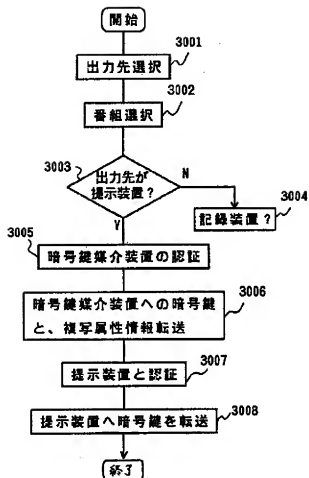 開始
出力先選択
3001
番組選択
3002
3003
出力先が
提示装置?
N
Y
記録装置?
3004
3005
暗号鍵媒介装置の認証
暗号鍵媒介装置への暗号鍵
と、複写属性情報転送
3006
3007
提示装置と認証
3008
提示装置へ暗号鍵を転送
終了